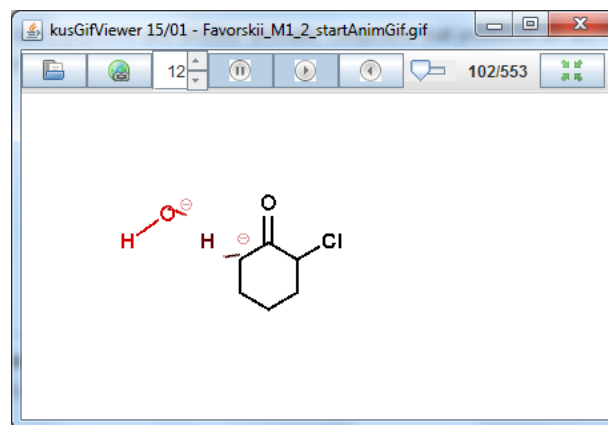 kusGifViewer 15/01 - Favorskii_M1_2_startAnimGif.gif
12 102/553
O
O ⊖
H H ⊖ Cl